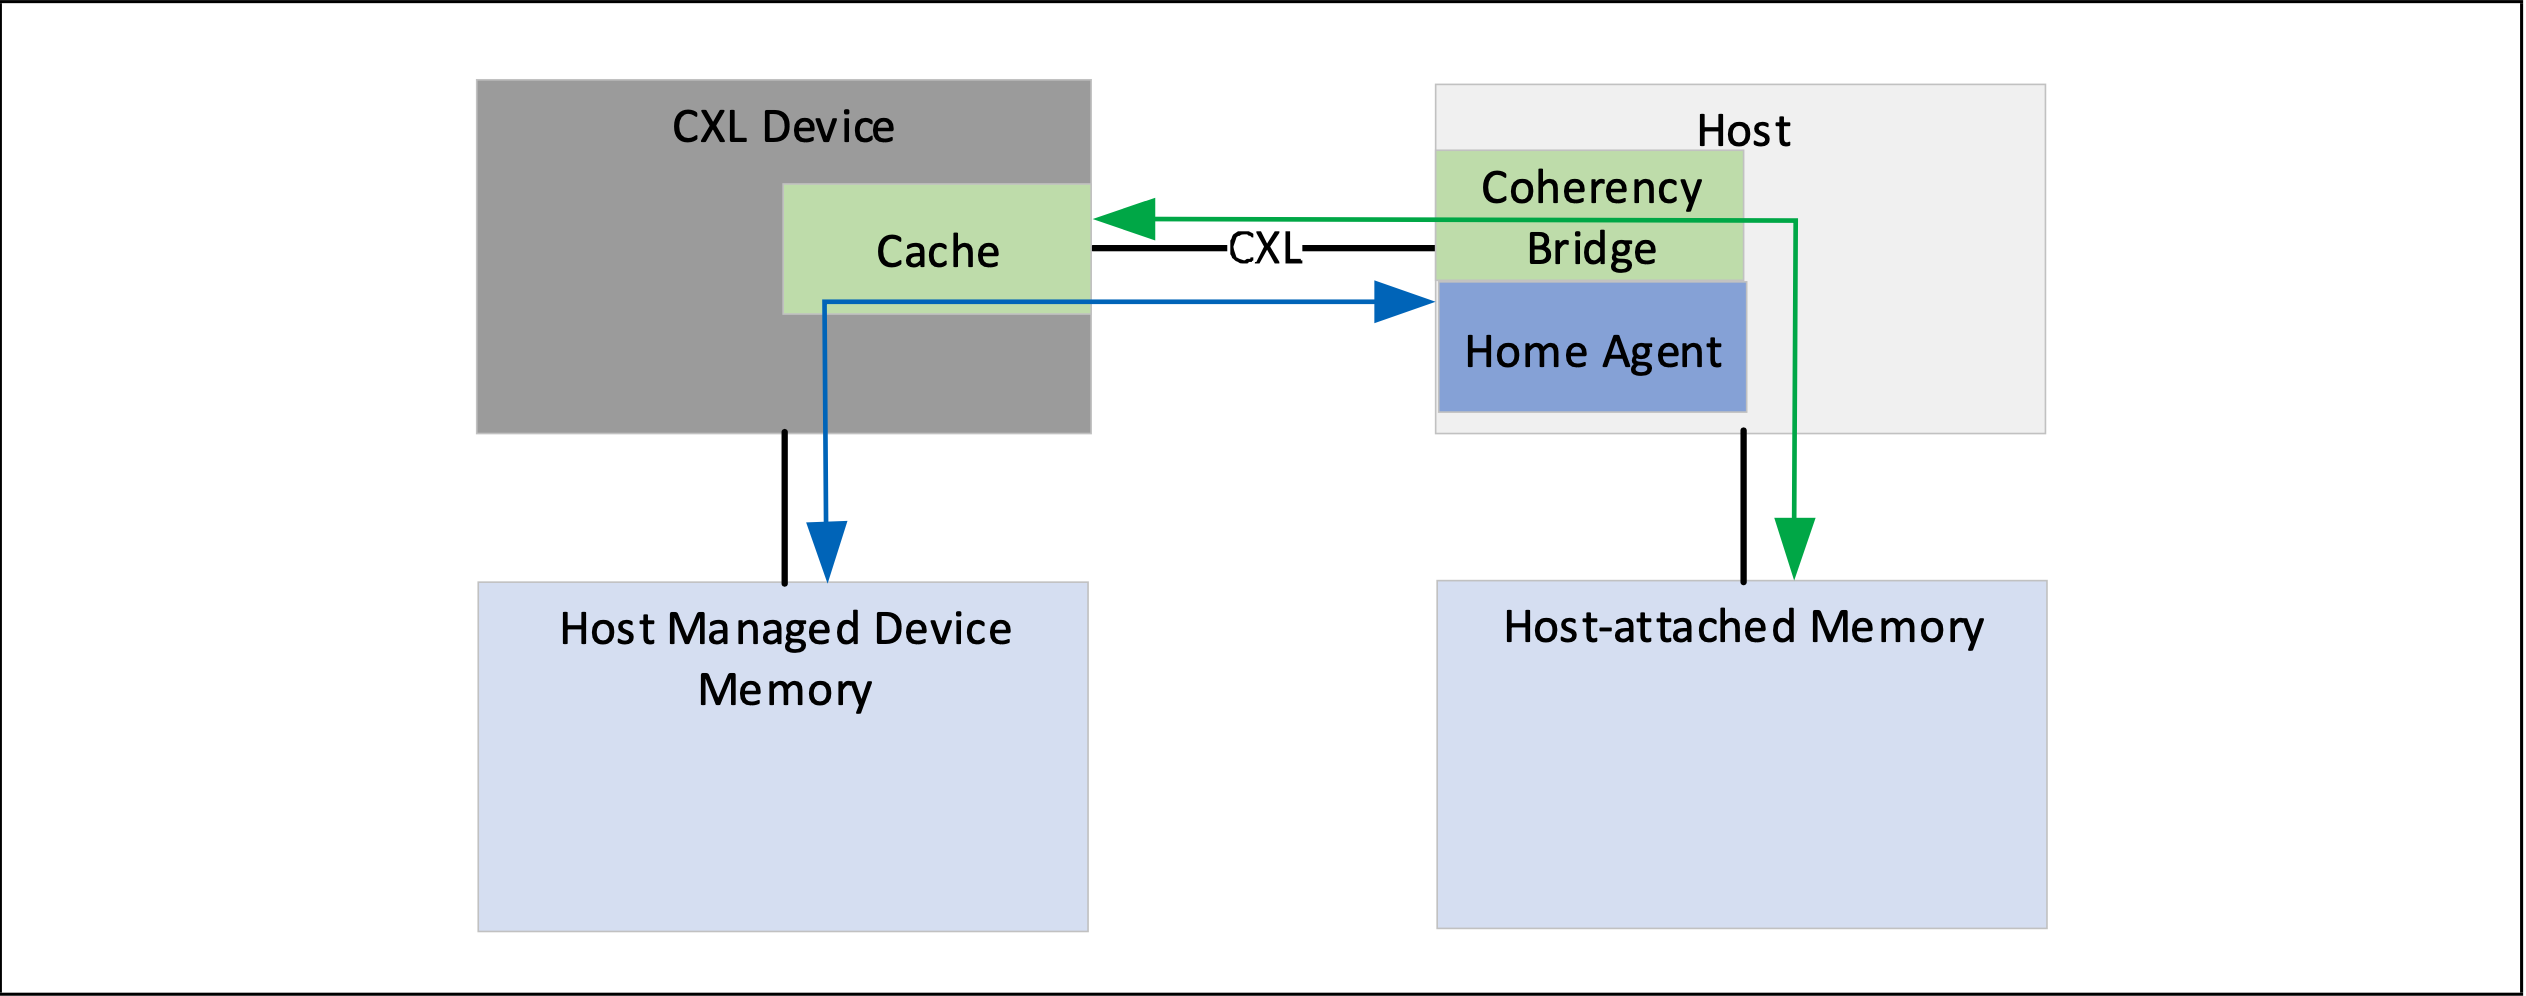 CXL Device
Host
Coherency
Bridge
Cache
CXL
Home Agent
Host Managed Device
Memory
Host-attached Memory